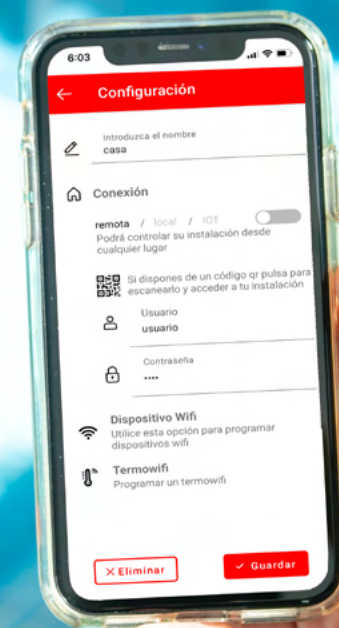 6:03
Configuración
Introduzca el nombre
casa
Conexión
remota / local / IOT
Podrá controlar su instalación desde
cualquier lugar
Si dispones de un código qr pulsa para
escanearlo y acceder a tu instalación
Usuario
usuario
Contraseña
••••
Dispositivo Wifi
Utilice esta opción para programar
dispositivos wifi
Termowifi
Programar un termowifi
Eliminar
Guardar